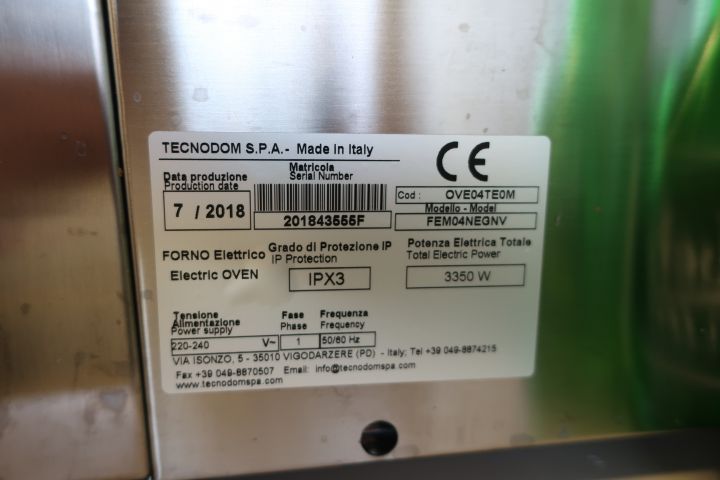 TECNODOM S.P.A.- Made In Italy
CE
Data produzione
Production date
7 / 2018
Matricola
Serial Number
201843555F
Cod : OVE04TE0M
Modello - Model
FEM04NEGNV
FORNO Elettrico
Electric OVEN
Grado di Protezione IP
IP Protection
IPX3
Potenza Elettrica Totale
Total Electric Power
3350 W
Tensione
Alimentazione
Power supply
220-240 V~
Fase
Phase
1
Frequenza
Frequency
50/60 Hz
VIA ISONZO, 5 - 35010 VIGODARZERE (PD) - Italy; Tel +39 049-8874215
Fax +39 049-8870507 Email: info@tecnodomspa.com
www.tecnodomspa.com